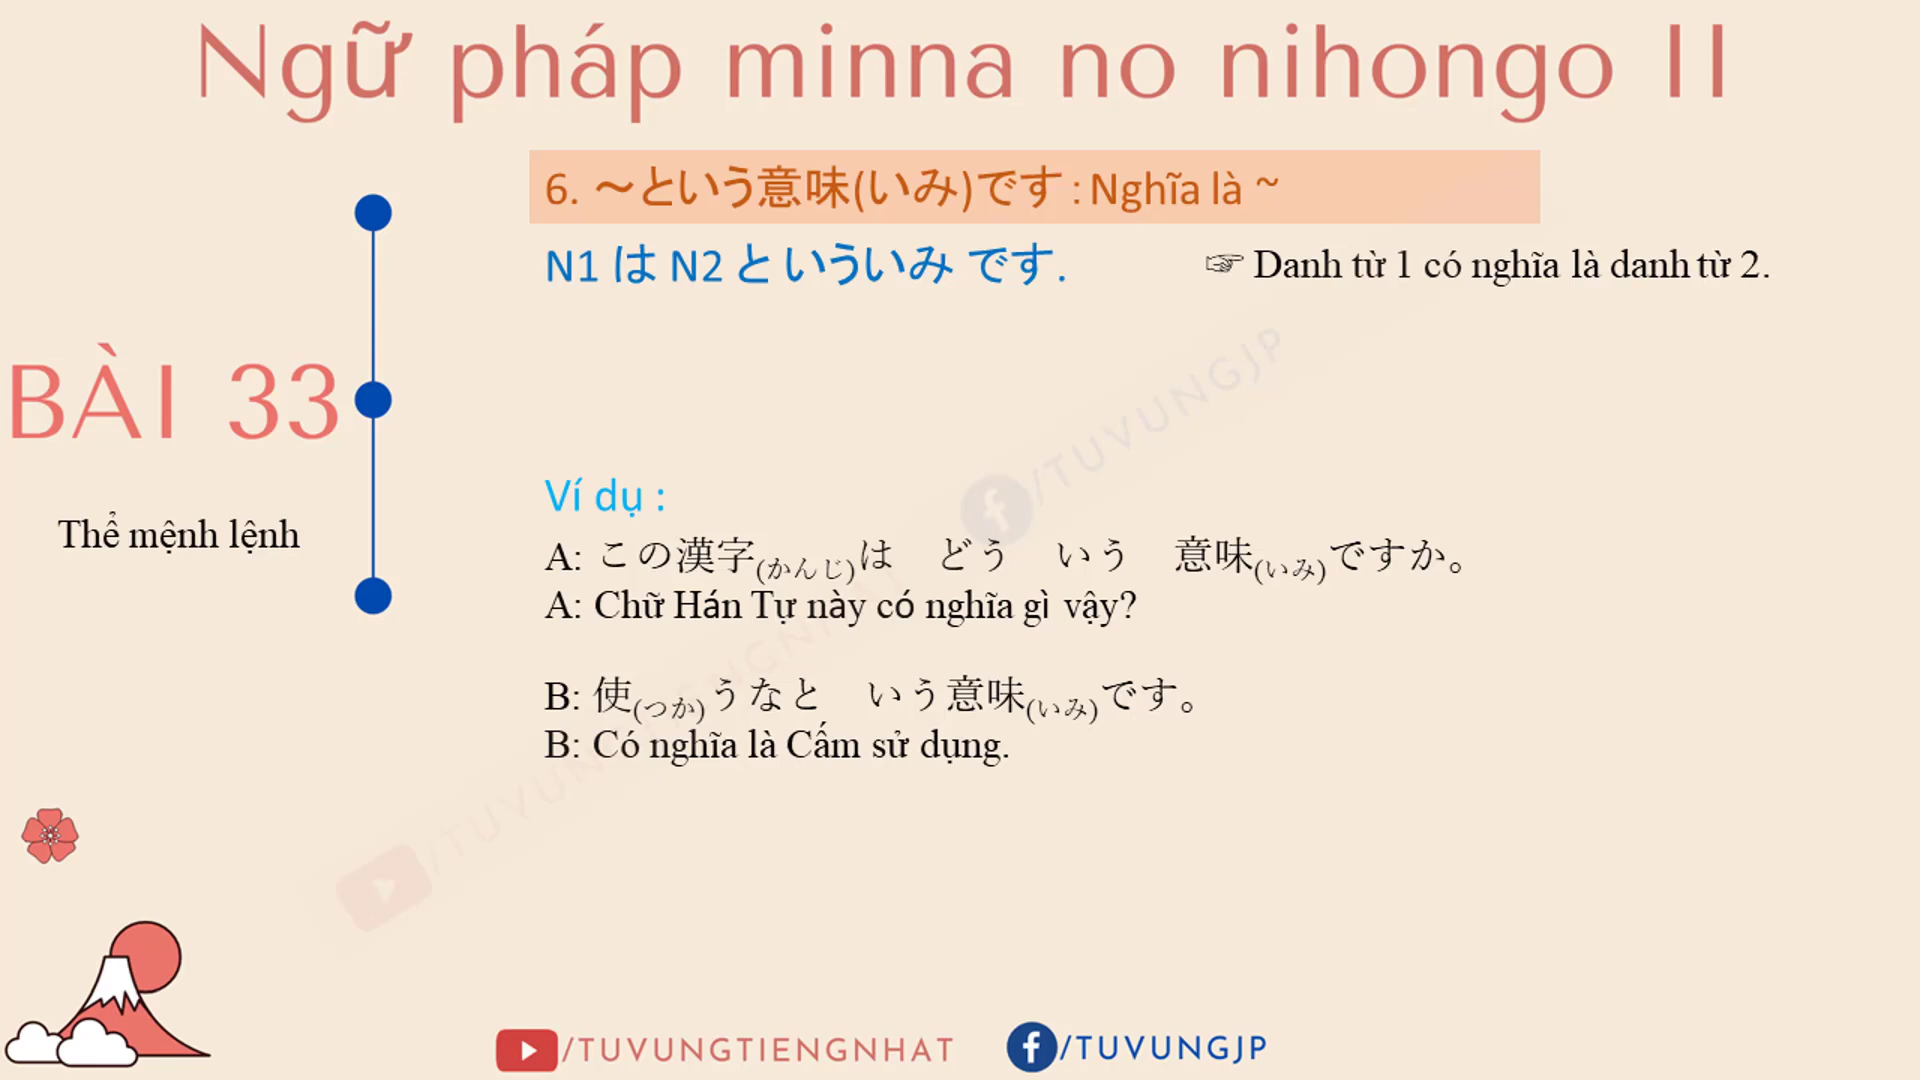 Ngữ pháp minna no nihongo II
6. ～という意味(いみ)です : Nghĩa là ~
N1 は N2 と いういみ です.
☞ Danh từ 1 có nghĩa là danh từ 2.
BÀI 33
Thể mệnh lệnh
Ví dụ :
A: この漢字(かんじ)は　どう　いう　意味(いみ)ですか。
A: Chữ Hán Tự này có nghĩa gì vậy?
B: 使(つか)うなと　いう意味(いみ)です。
B: Có nghĩa là Cấm sử dụng.
/TUVUNGJP
/TUVUNGTIENGNHAT
/TUVUNGTIENGNHAT
/TUVUNGJP